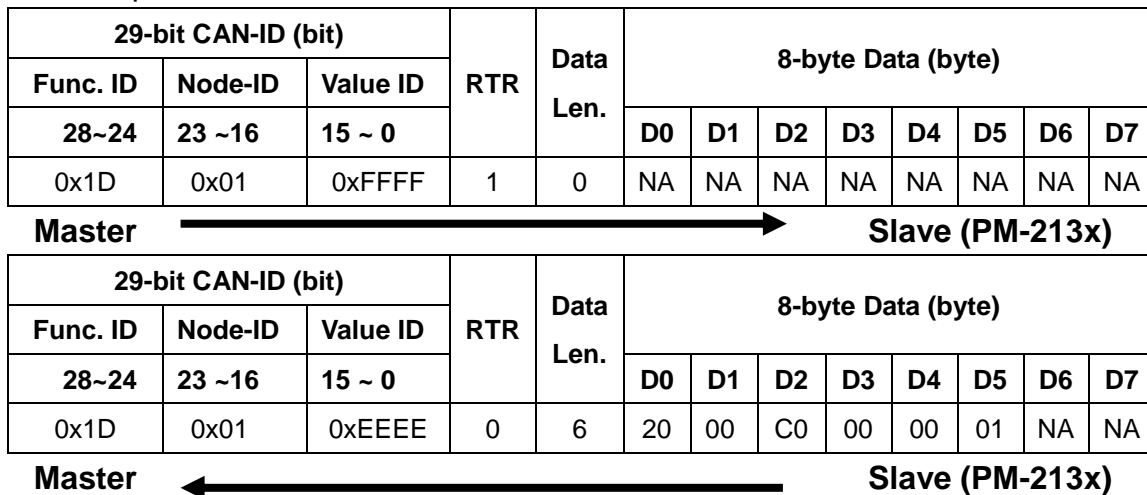 29-bit CAN-ID (bit) RTR Data Len. 8-byte Data (byte)
Func. ID Node-ID Value ID
28~24 23 ~16 15 ~ 0 D0 D1 D2 D3 D4 D5 D6 D7
0x1D 0x01 0xFFFF 1 0 NA NA NA NA NA NA NA NA
Master Slave (PM-213x)
29-bit CAN-ID (bit) RTR Data Len. 8-byte Data (byte)
Func. ID Node-ID Value ID
28~24 23 ~16 15 ~ 0 D0 D1 D2 D3 D4 D5 D6 D7
0x1D 0x01 0xEEEE 0 6 20 00 C0 00 00 01 NA NA
Master Slave (PM-213x)